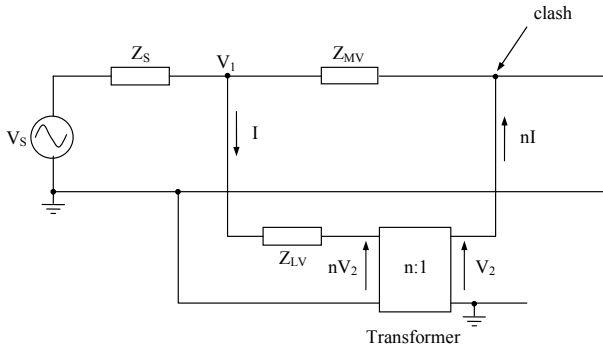 clash
Z_S
V_1
Z_MV
V_S
I
nI
Z_LV
nV_2
n:1
V_2
Transformer